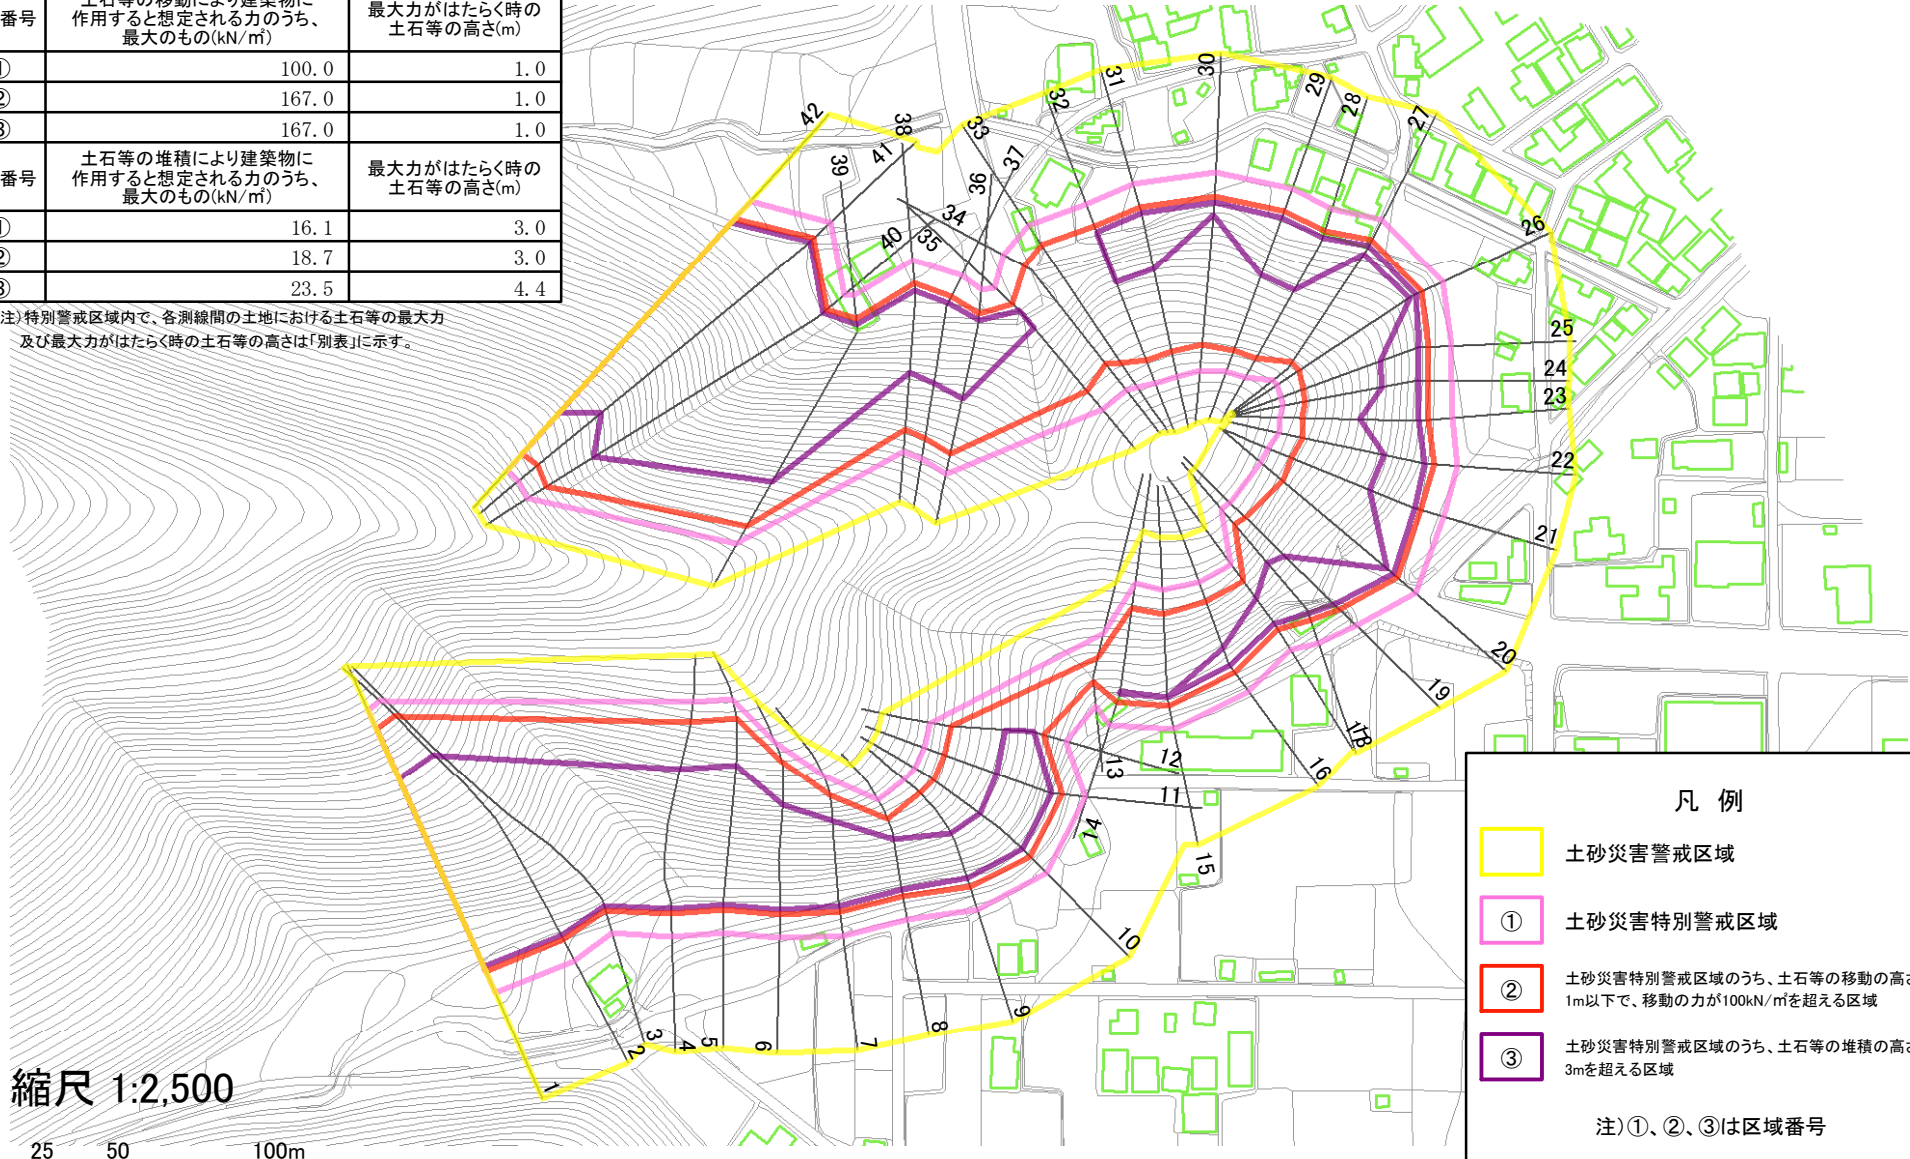 番号
土石等の移動により建築物に
作用すると想定される力のうち、
最大のもの(kN/㎡)
最大力がはたらく時の
土石等の高さ(m)
① 100.0 1.0
② 167.0 1.0
③ 167.0 1.0
番号
土石等の堆積により建築物に
作用すると想定される力のうち、
最大のもの(kN/㎡)
最大力がはたらく時の
土石等の高さ(m)
① 16.1 3.0
② 18.7 3.0
③ 23.5 4.4
注)特別警戒区域内で、各測線間の土地における土石等の最大力
及び最大力がはたらく時の土石等の高さは「別表」に示す。
42
38
41
39
33
37
36
34
40
35
32
31
30
29
28
27
26
25
24
23
22
21
20
19
18
17
16
15
14
13
12
11
10
9
8
7
6
5
4
3
2
1
凡 例
土砂災害警戒区域
① 土砂災害特別警戒区域
② 土砂災害特別警戒区域のうち、土石等の移動の高さ
1m以下で、移動の力が100kN/㎡を超える区域
③ 土砂災害特別警戒区域のうち、土石等の堆積の高さ
3mを超える区域
注)①、②、③は区域番号
縮尺 1:2,500
25 50 100m